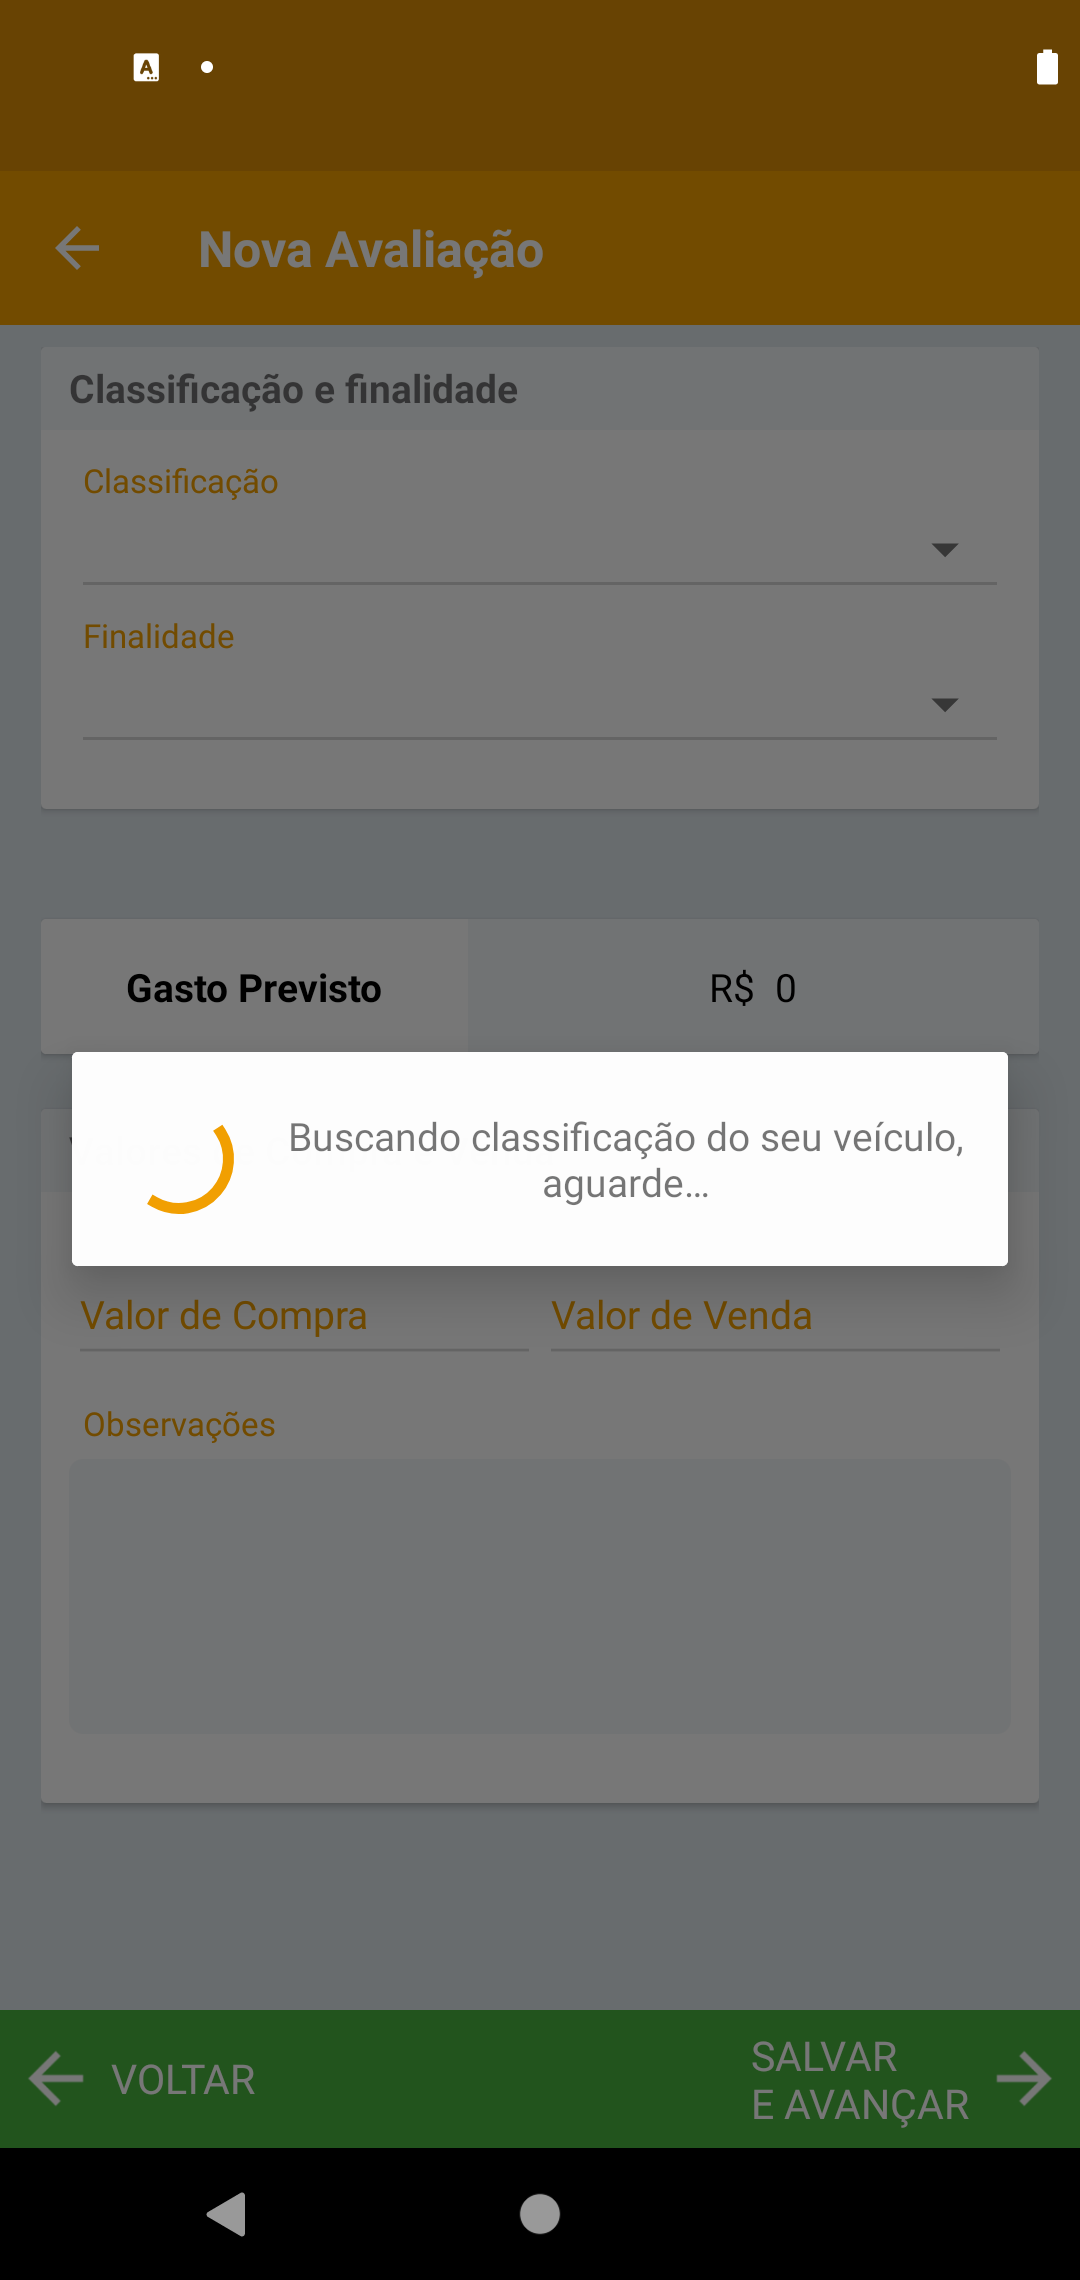 Nova Avaliação
Classificação e finalidade
Classificação
Finalidade
Gasto Previsto
R$ 0
Buscando classificação do seu veículo,
aguarde...
Valor de Compra
Valor de Venda
Observações
VOLTAR
SALVAR
E AVANÇAR